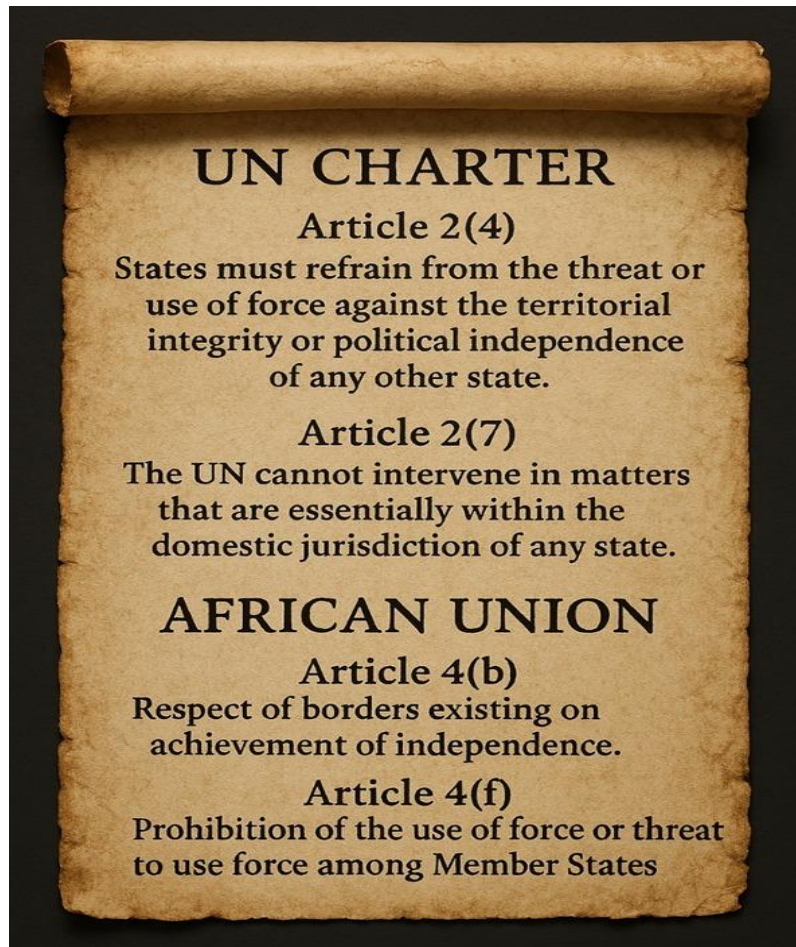 UN CHARTER
Article 2(4)
States must refrain from the threat or
use of force against the territorial
integrity or political independence
of any other state.
Article 2(7)
The UN cannot intervene in matters
that are essentially within the
domestic jurisdiction of any state.
AFRICAN UNION
Article 4(b)
Respect of borders existing on
achievement of independence.
Article 4(f)
Prohibition of the use of force or threat
to use force among Member States